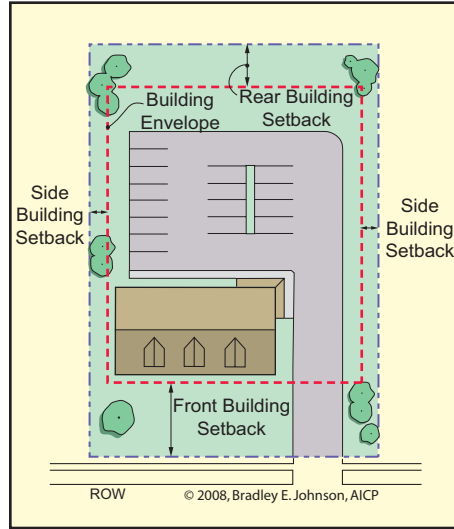 Building
Envelope
Rear Building
Setback
Side
Building
Setback
Side
Building
Setback
Front Building
Setback
ROW
© 2008, Bradley E. Johnson, AICP